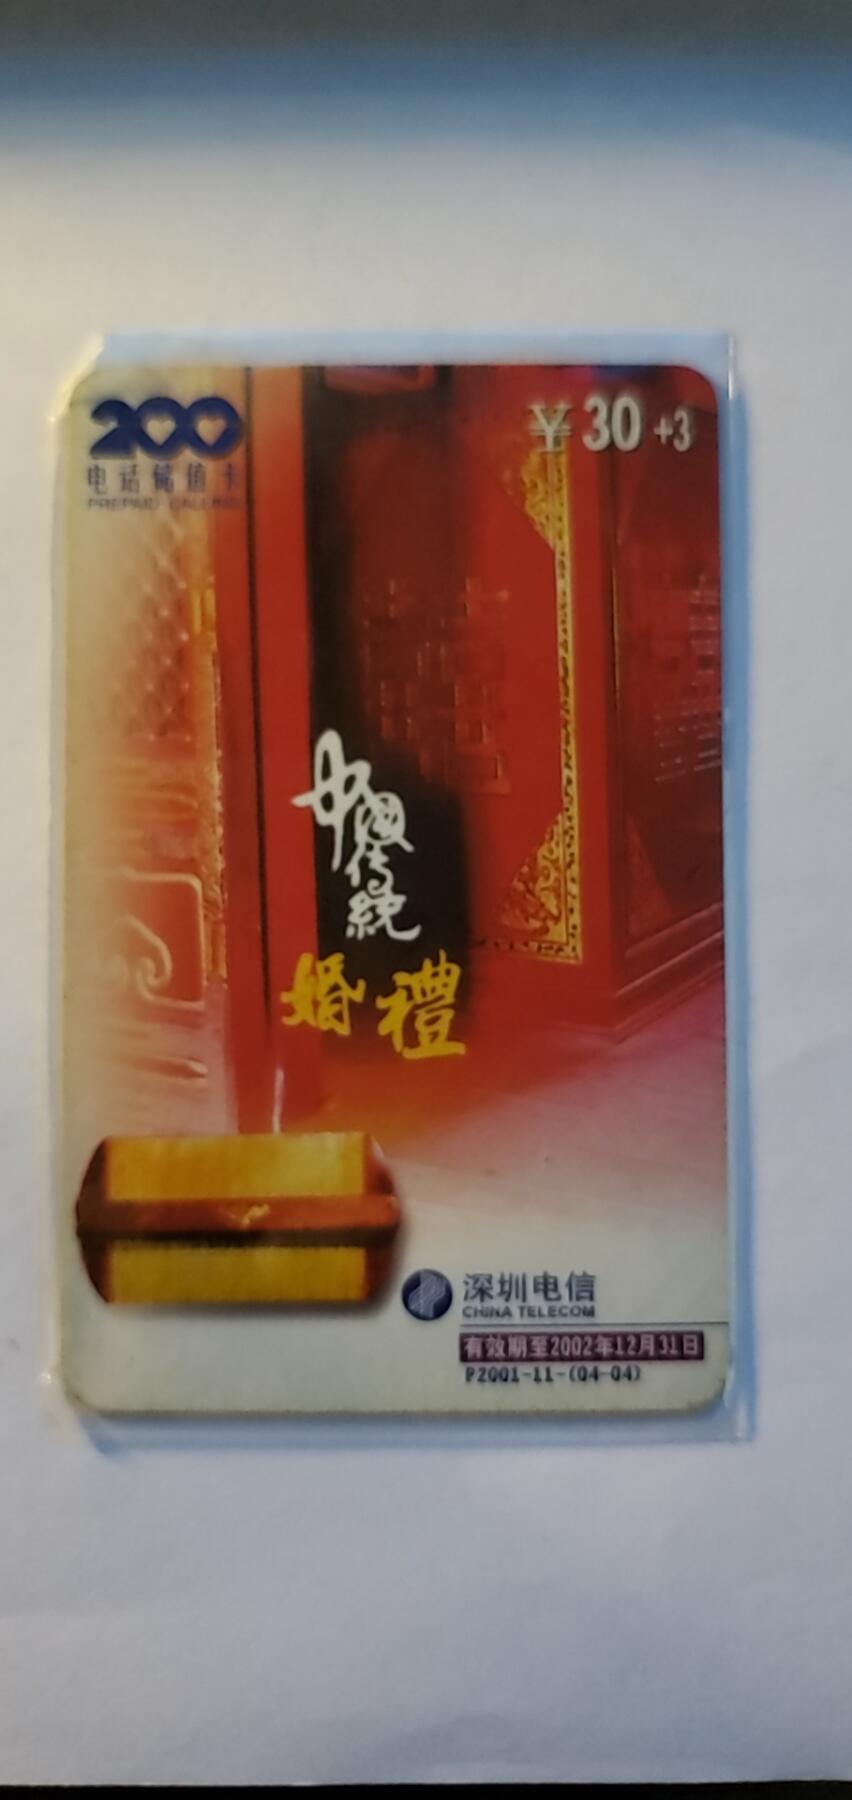 200
¥30+3
电话储值卡
PREPAID CALLING
中國
传統
婚禮
深圳电信
CHINA TELECOM
有效期至2002年12月31日
P2001-11-(04-04)